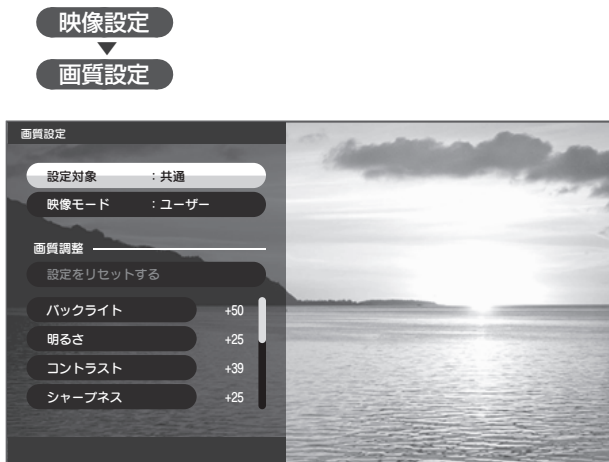 映像設定
画質設定
画質設定
設定対象 :共通
映像モード :ユーザー
画質調整
設定をリセットする
バックライト +50
明るさ +25
コントラスト +39
シャープネス +25